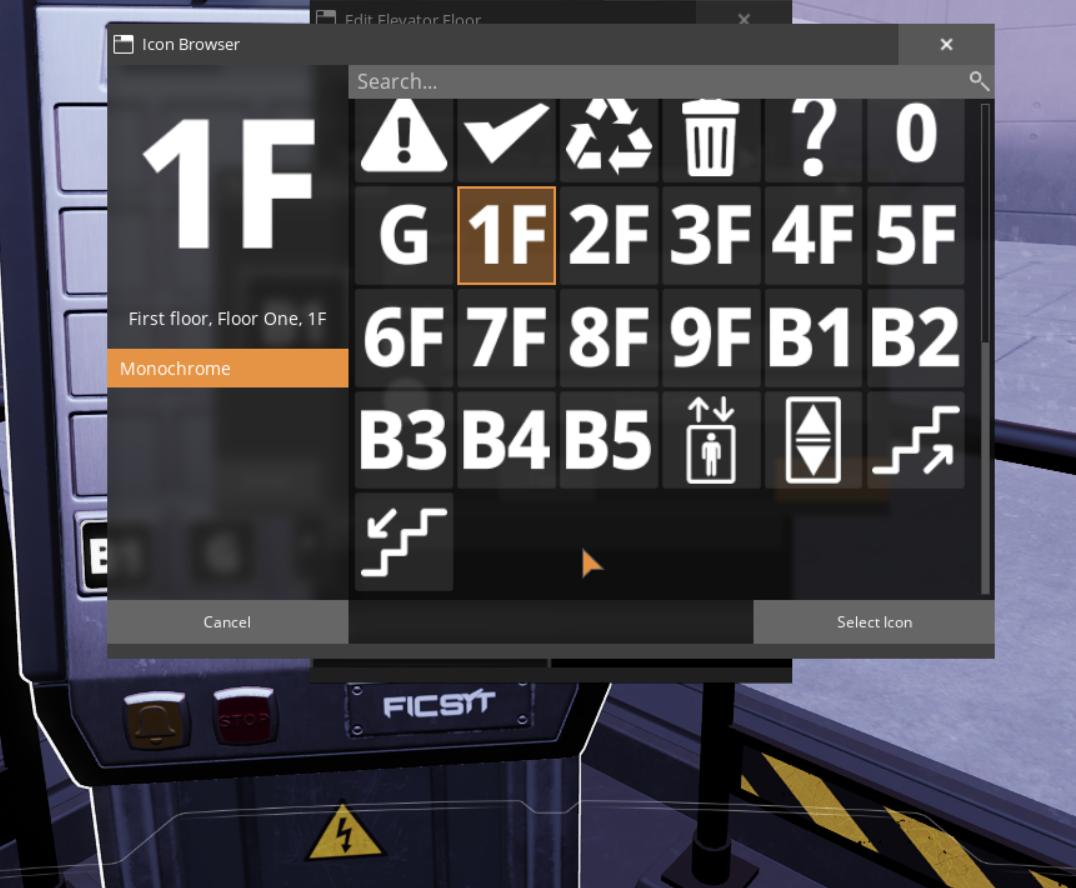 Edit Elevator Floor
Icon Browser
Search...
? 0
1F
G 1F 2F 3F 4F 5F
First floor, Floor One, 1F
6F 7F 8F 9F B1 B2
Monochrome
B3 B4 B5
B1 G
Cancel
Select Icon
STOP
FICSIT